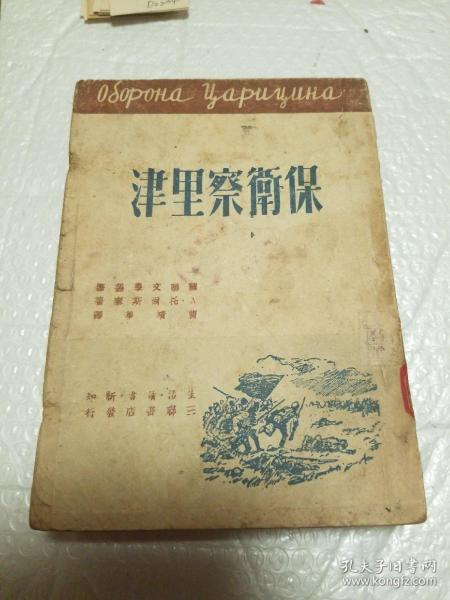 Оборона Царицина
保衛察里津
蘇聯文學叢書
A·托爾斯泰著
曹靖華譯
生活·讀書·新知
三聯書店發行
孔夫子旧书网
www.kongfz.com